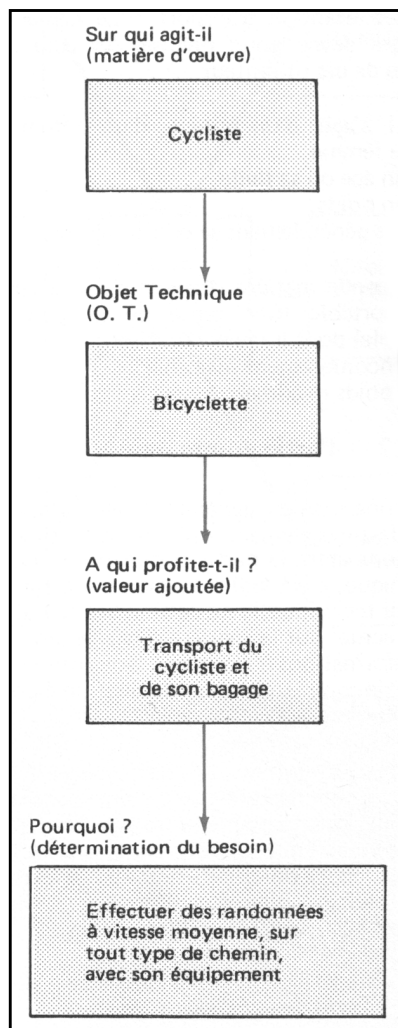 Sur qui agit-il
(matière d'œuvre)
Cycliste
Objet Technique
(O. T.)
Bicyclette
A qui profite-t-il ?
(valeur ajoutée)
Transport du
cycliste et
de son bagage
Pourquoi ?
(détermination du besoin)
Effectuer des randonnées
à vitesse moyenne, sur
tout type de chemin,
avec son équipement